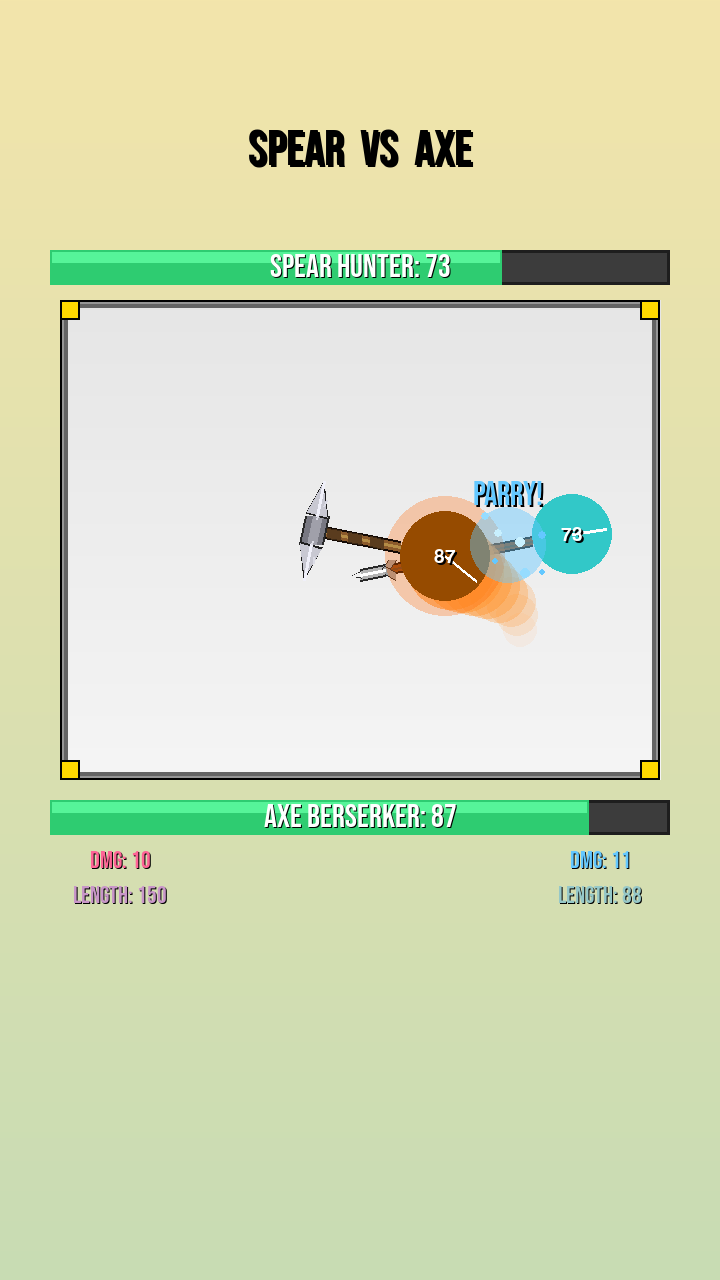 SPEAR VS AXE
SPEAR HUNTER: 73
PARRY!
73
87
AXE BERSERKER: 87
DMG: 10
DMG: 11
LENGTH: 150
LENGTH: 88